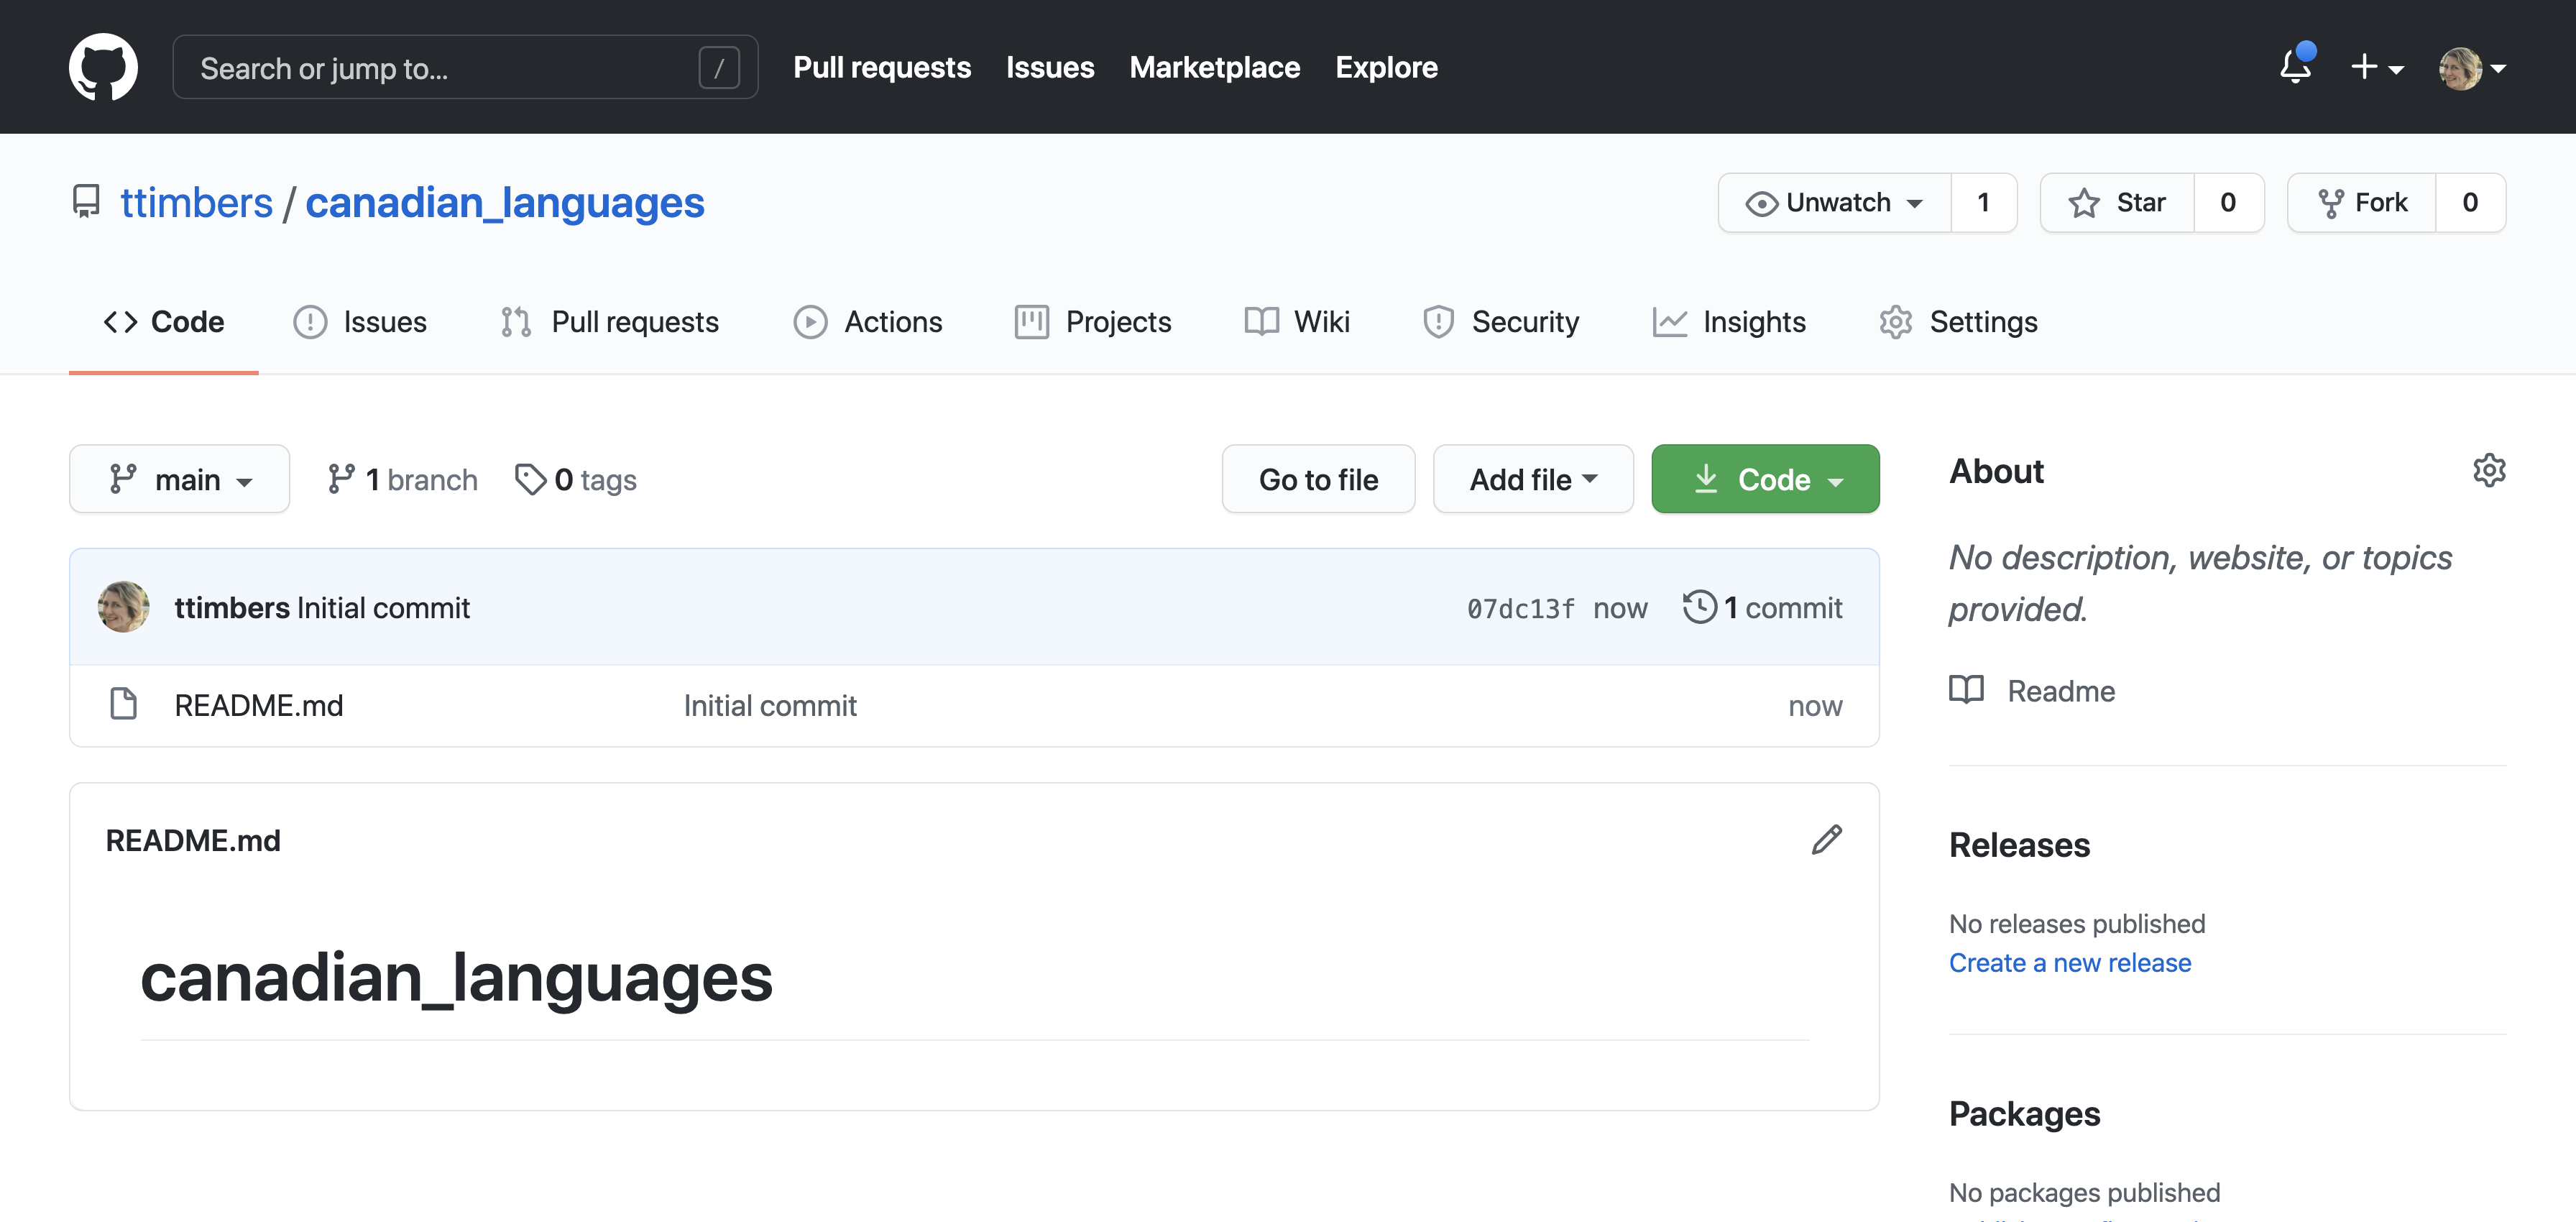 Search or jump to... / Pull requests Issues Marketplace Explore
ttimbers / canadian_languages Unwatch 1 Star 0 Fork 0
Code Issues Pull requests Actions Projects Wiki Security Insights Settings
main 1 branch 0 tags Go to file Add file Code
ttimbers Initial commit 07dc13f now 1 commit
README.md Initial commit now
README.md
canadian_languages
About
No description, website, or topics
provided.
Readme
Releases
No releases published
Create a new release
Packages
No packages published